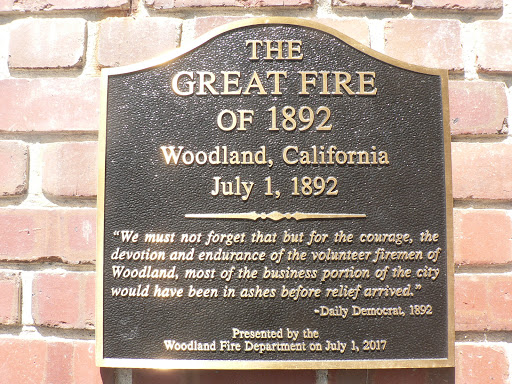 THE
GREAT FIRE
OF 1892
Woodland, California
July 1, 1892
"We must not forget that but for the courage, the
devotion and endurance of the volunteer firemen of
Woodland, most of the business portion of the city
would have been in ashes before relief arrived."
-Daily Democrat, 1892
Presented by the
Woodland Fire Department on July 1, 2017